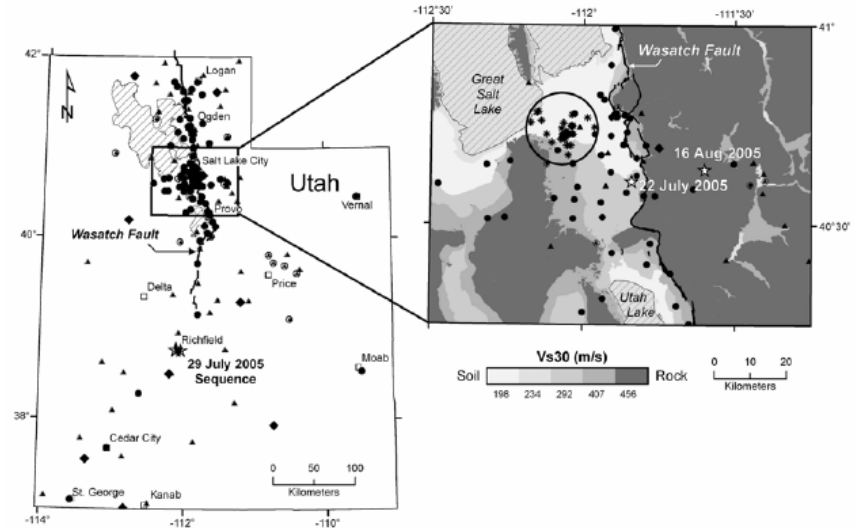 -112°30'
-112°
-111°30'
41°
40°30'
Wasatch Fault
Great
Salt
Lake
16 Aug 2005
22 July 2005
Utah
Lake
Vs30 (m/s)
Soil
Rock
198
234
292
407
456
0
10
20
Kilometers
42°
40°
38°
-114°
-112°
-110°
N
Logan
Ogden
Salt Lake City
Utah
Provo
Vernal
Wasatch Fault
Delta
Price
Richfield
29 July 2005
Sequence
Moab
Cedar City
St. George
Kanab
0
50
100
Kilometers